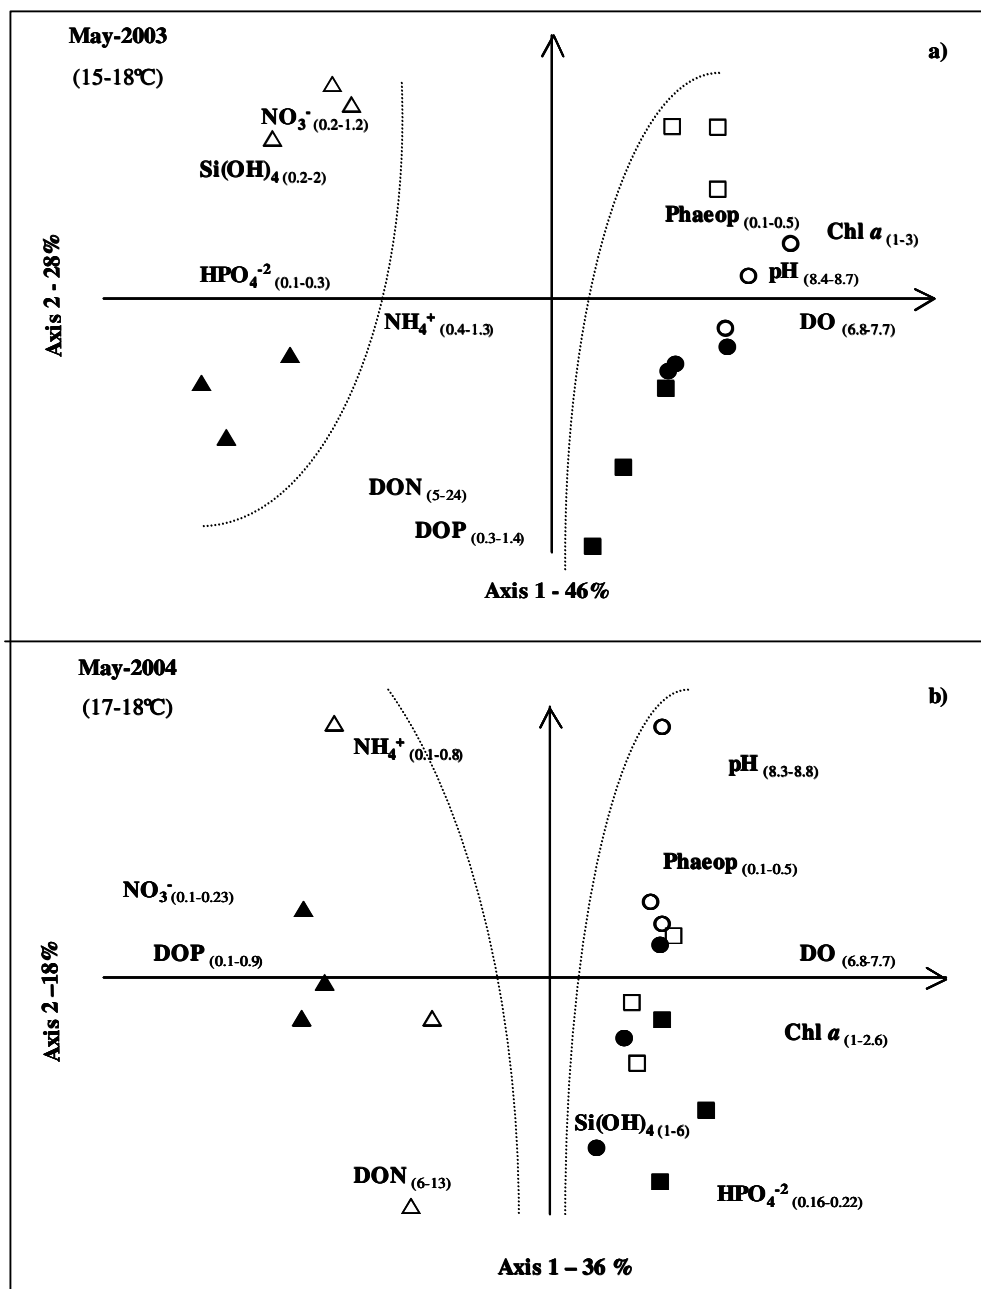 May-2003
a)
(15-18ºC)
NO₃⁻ (0.2-1.2)
Si(OH)₄ (0.2-2)
Phaeop (0.1-0.5)
Chl a (1-3)
HPO₄⁻² (0.1-0.3)
pH (8.4-8.7)
Axis 2 - 28%
NH₄⁺ (0.4-1.3)
DO (6.8-7.7)
DON (5-24)
DOP (0.3-1.4)
Axis 1 - 46%
May-2004
b)
(17-18ºC)
NH₄⁺ (0.1-0.8)
pH (8.3-8.8)
Phaeop (0.1-0.5)
NO₃⁻ (0.1-0.23)
DOP (0.1-0.9)
DO (6.8-7.7)
Axis 2 –18%
Chl a (1-2.6)
Si(OH)₄ (1-6)
DON (6-13)
HPO₄⁻² (0.16-0.22)
Axis 1 – 36 %